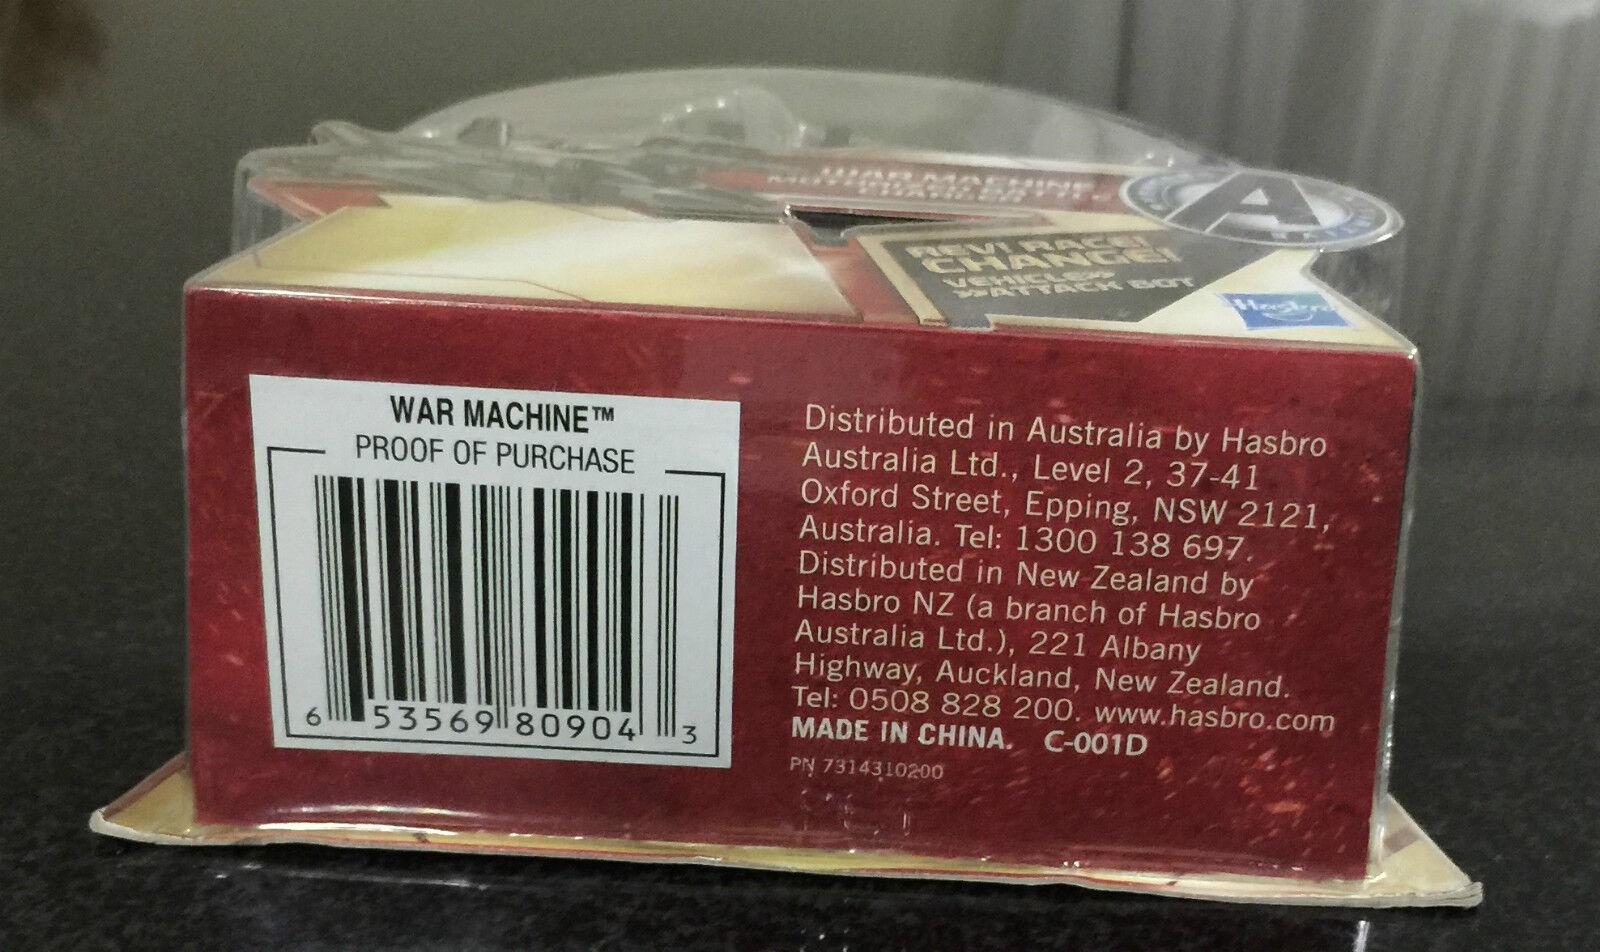 WAR MACHINE
A
REV! RACE!
CHANGE!
VEHICLE
ATTACK BOT
Hasbro
WAR MACHINE™
PROOF OF PURCHASE
6 53569 80904 3
Distributed in Australia by Hasbro
Australia Ltd., Level 2, 37-41
Oxford Street, Epping, NSW 2121,
Australia. Tel: 1300 138 697.
Distributed in New Zealand by
Hasbro NZ (a branch of Hasbro
Australia Ltd.), 221 Albany
Highway, Auckland, New Zealand.
Tel: 0508 828 200. www.hasbro.com
MADE IN CHINA. C-001D
PN 7314310200